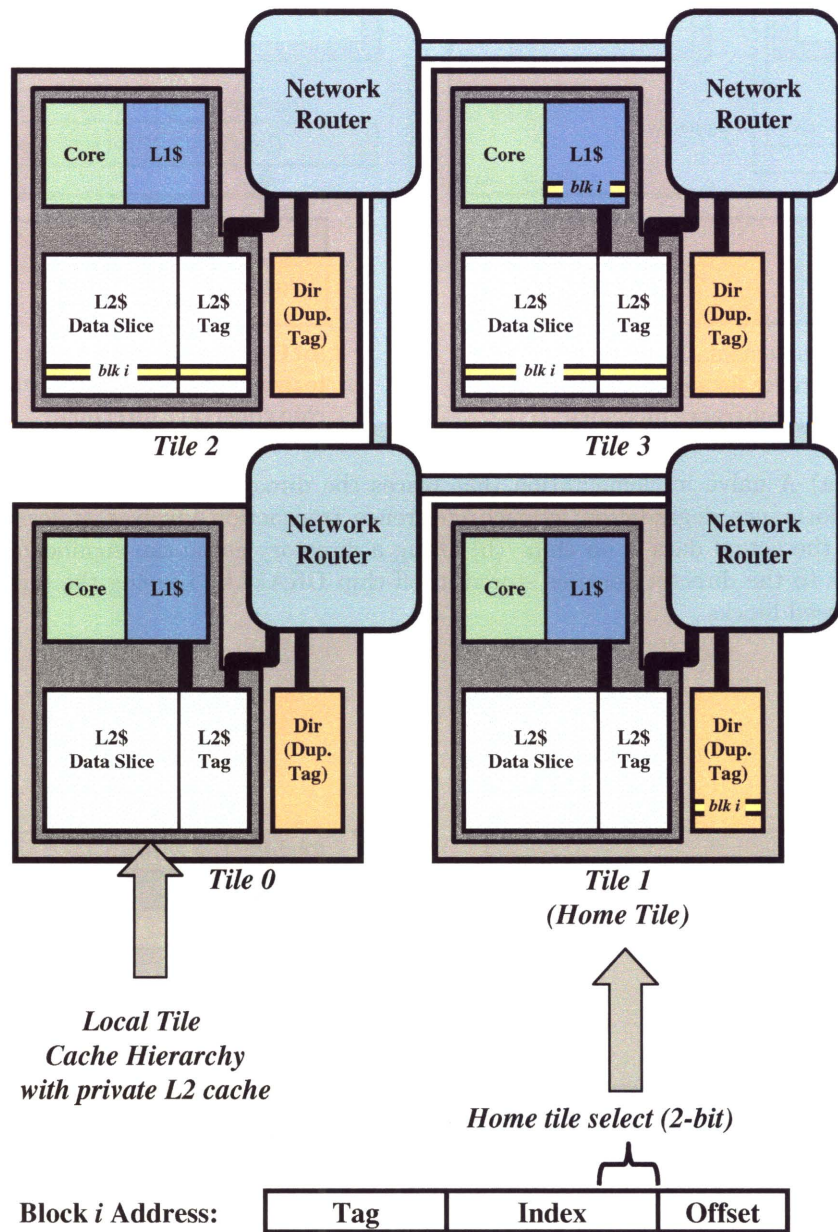 Network
Router
Core
L1$
L2$
Data Slice
L2$
Tag
Dir
(Dup.
Tag)
blk i
Tile 2
Network
Router
Core
L1$
blk i
L2$
Data Slice
L2$
Tag
Dir
(Dup.
Tag)
blk i
Tile 3
Network
Router
Core
L1$
L2$
Data Slice
L2$
Tag
Dir
(Dup.
Tag)
Tile 0
Network
Router
Core
L1$
L2$
Data Slice
L2$
Tag
Dir
(Dup.
Tag)
blk i
Tile 1
(Home Tile)
Local Tile
Cache Hierarchy
with private L2 cache
Home tile select (2-bit)
Block i Address:
Tag
Index
Offset